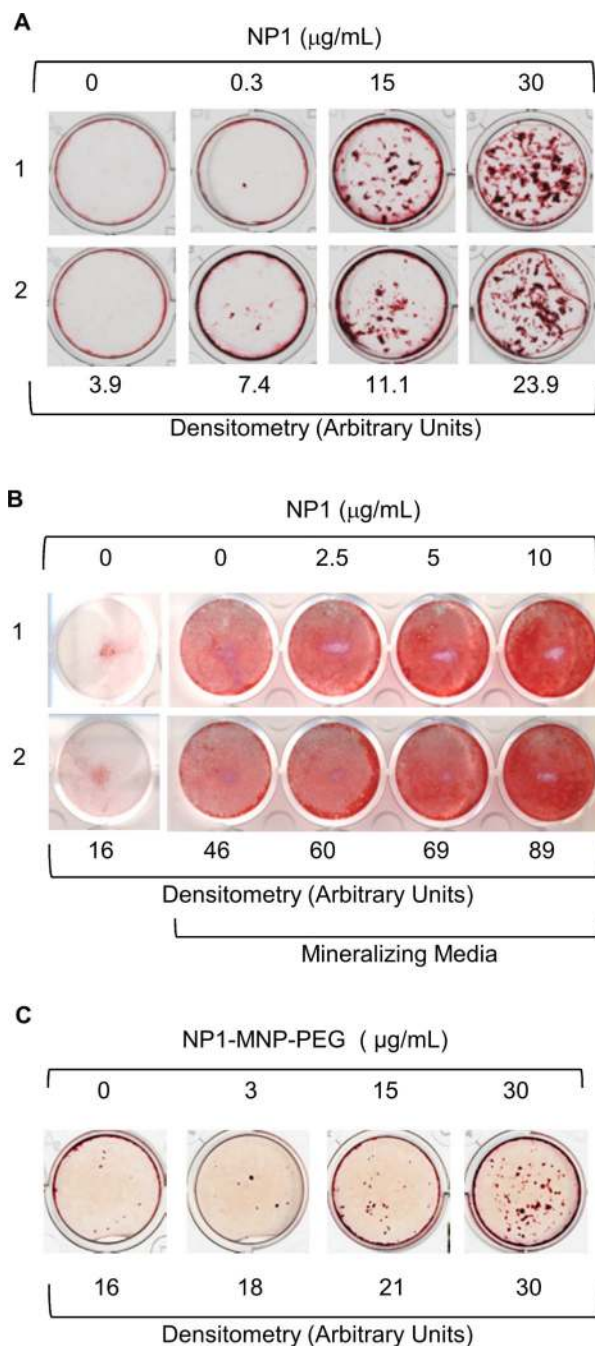 A
NP1 (μg/mL)
0 0.3 15 30
1
2
3.9 7.4 11.1 23.9
Densitometry (Arbitrary Units)
B
NP1 (μg/mL)
0 0 2.5 5 10
1
2
16 46 60 69 89
Densitometry (Arbitrary Units)
Mineralizing Media
C
NP1-MNP-PEG ( μg/mL)
0 3 15 30
16 18 21 30
Densitometry (Arbitrary Units)